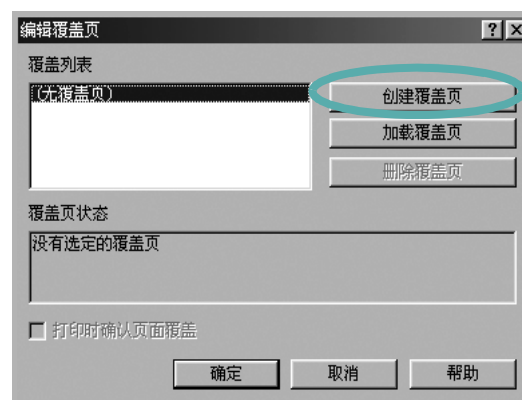 编辑覆盖页
覆盖列表
(无覆盖页)
创建覆盖页
加载覆盖页
删除覆盖页
覆盖页状态
没有选定的覆盖页
打印时确认页面覆盖
确定
取消
帮助